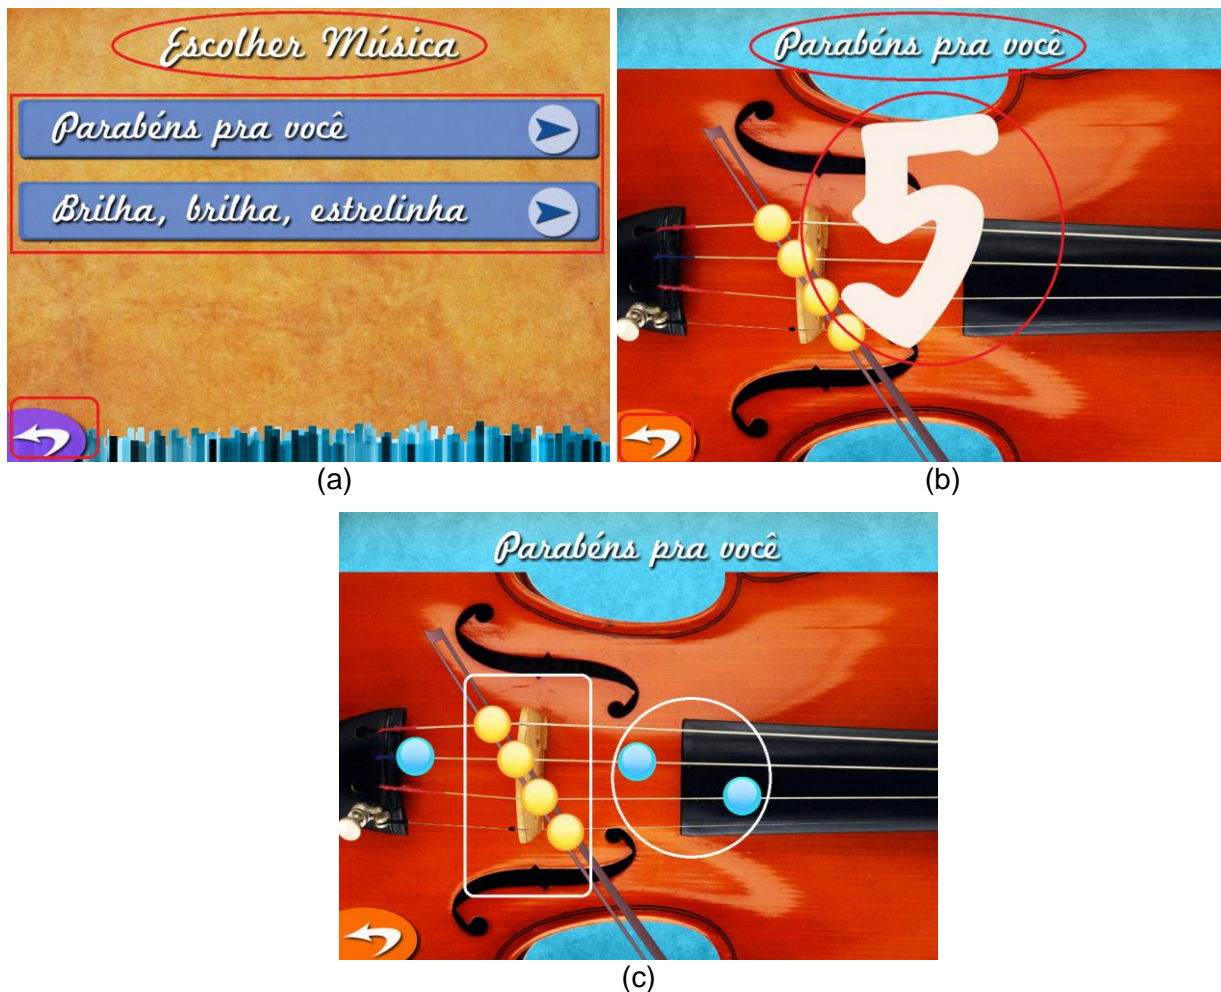 Escolher Música
Parabéns pra você
Brilha, brilha, estrelinha
(a)
Parabéns pra você
5
(b)
Parabéns pra você
(c)